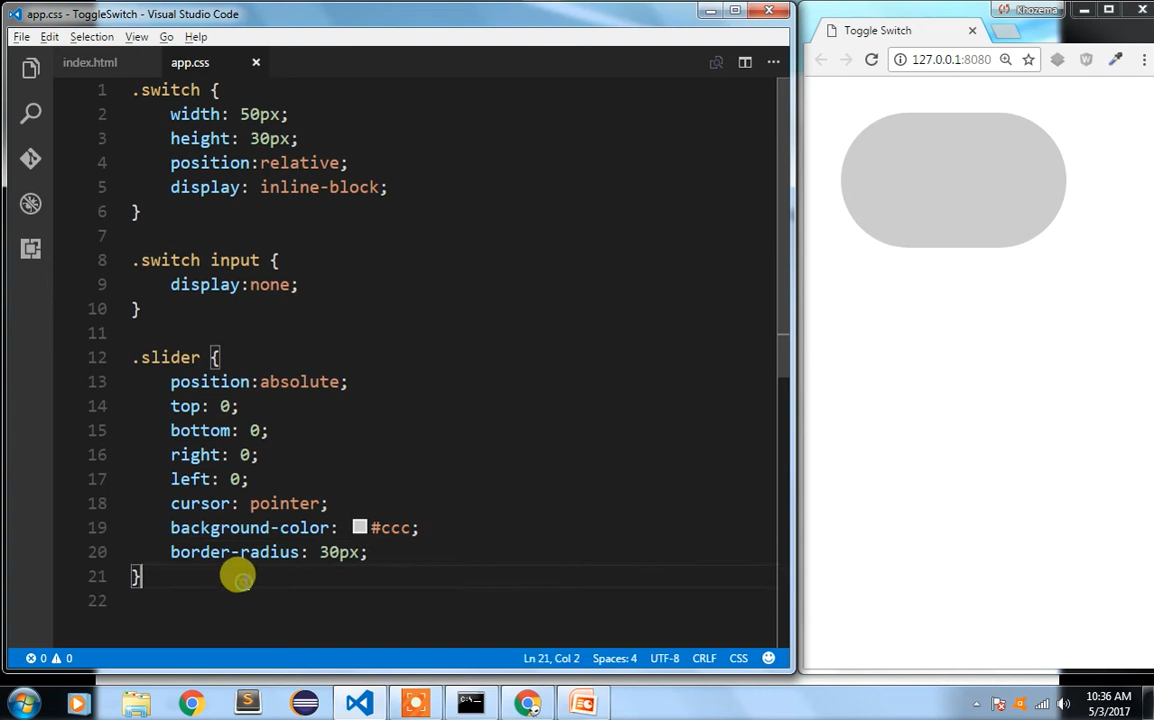 app.css - ToggleSwitch - Visual Studio Code
File Edit Selection View Go Help
index.html app.css
1 .switch {
2 width: 50px;
3 height: 30px;
4 position:relative;
5 display: inline-block;
6 }
7
8 .switch input {
9 display:none;
10 }
11
12 .slider {
13 position:absolute;
14 top: 0;
15 bottom: 0;
16 right: 0;
17 left: 0;
18 cursor: pointer;
19 background-color: #ccc;
20 border-radius: 30px;
21 }
22
0 0 Ln 21, Col 2 Spaces: 4 UTF-8 CRLF CSS
Khozema
Toggle Switch
127.0.0.1:8080
10:36 AM
5/3/2017